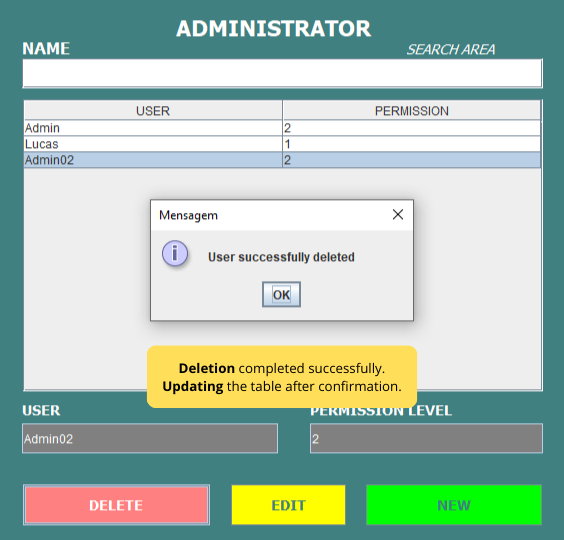 ADMINISTRATOR
NAME
SEARCH AREA
USER PERMISSION
Admin 2
Lucas 1
Admin02 2
Mensagem
i
User successfully deleted
OK
Deletion completed successfully.
Updating the table after confirmation.
USER PERMISSION LEVEL
Admin02 2
DELETE EDIT NEW